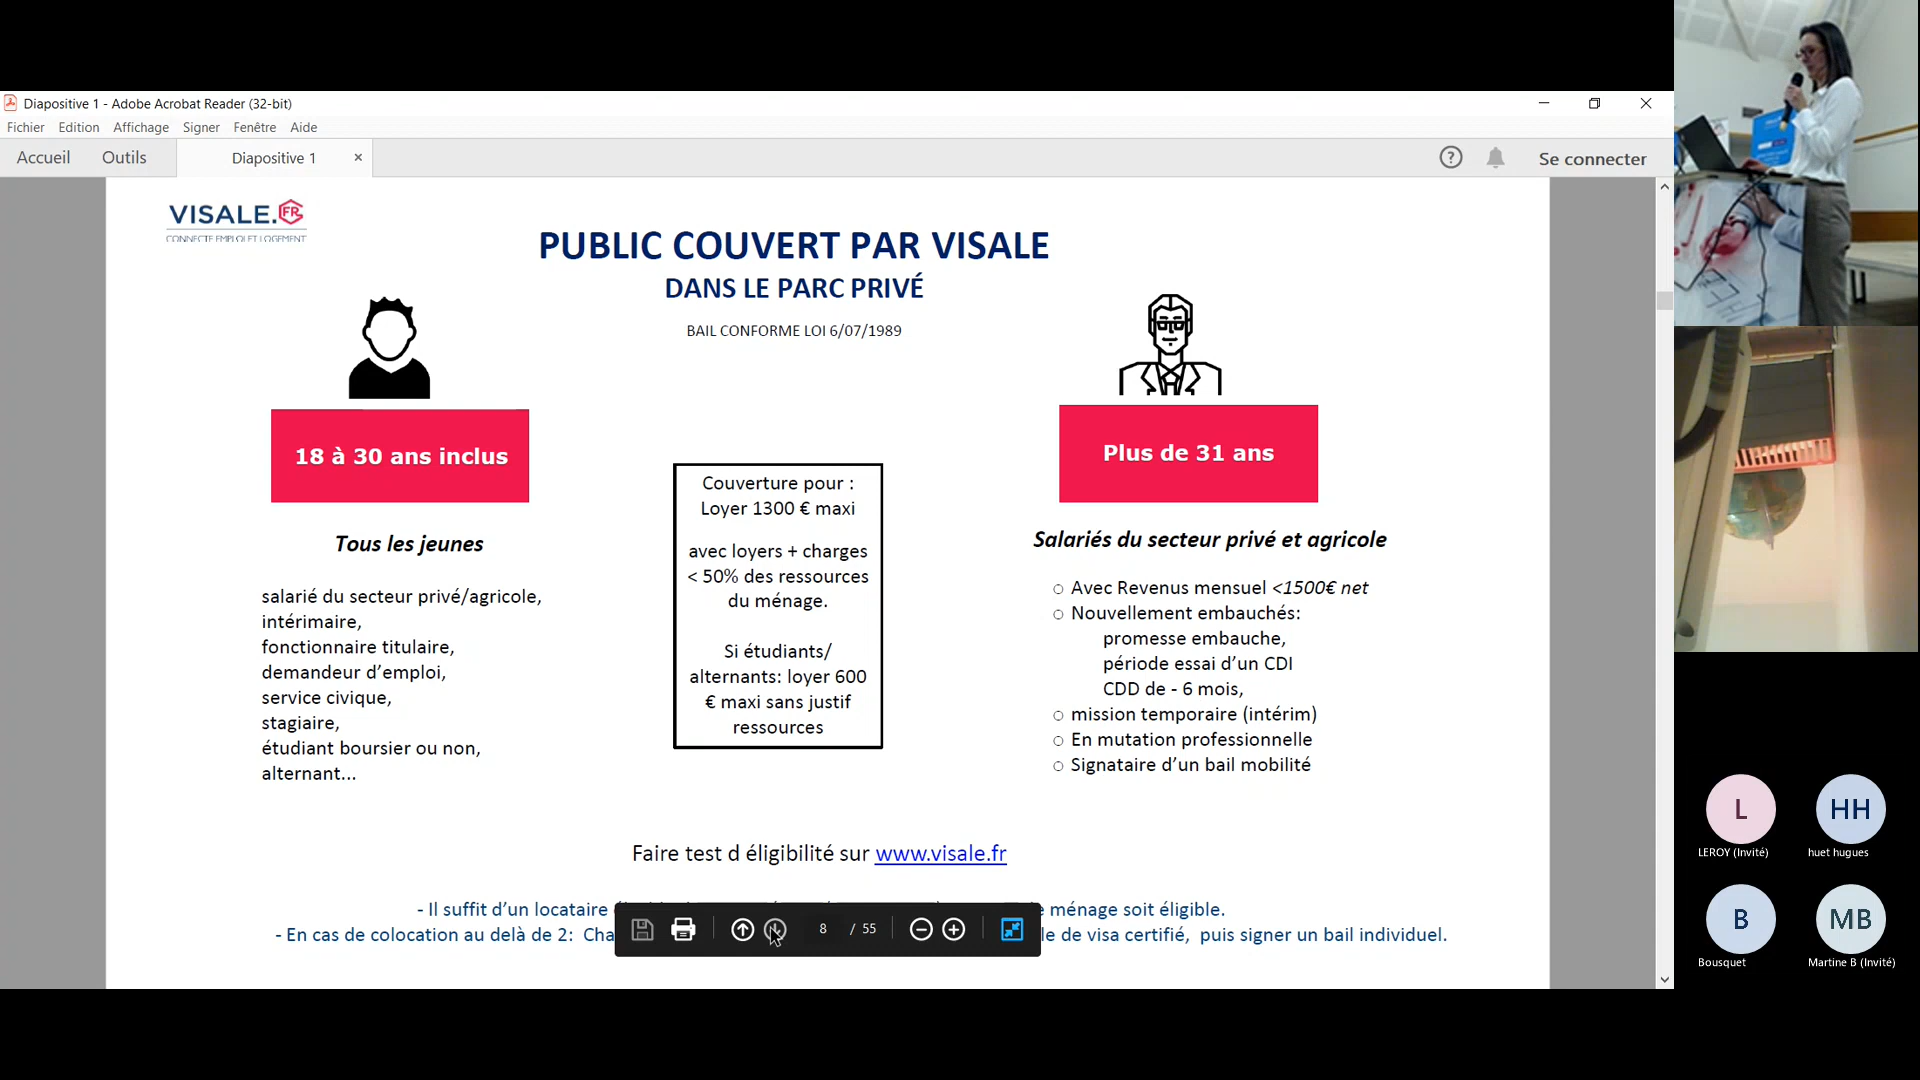 Diapositive 1 - Adobe Acrobat Reader (32-bit)
Fichier Edition Affichage Signer Fenêtre Aide
Accueil Outils Diapositive 1 Se connecter
VISALE.FR
CONNECTE EMPLOI ET LOGEMENT
PUBLIC COUVERT PAR VISALE
DANS LE PARC PRIVÉ
BAIL CONFORME LOI 6/07/1989
18 à 30 ans inclus
Tous les jeunes
salarié du secteur privé/agricole,
intérimaire,
fonctionnaire titulaire,
demandeur d’emploi,
service civique,
stagiaire,
étudiant boursier ou non,
alternant...
Couverture pour :
Loyer 1300 € maxi
avec loyers + charges
< 50% des ressources
du ménage.
Si étudiants/
alternants: loyer 600
€ maxi sans justif
ressources
Plus de 31 ans
Salariés du secteur privé et agricole
Avec Revenus mensuel <1500€ net
Nouvellement embauchés:
promesse embauche,
période essai d’un CDI
CDD de - 6 mois,
mission temporaire (intérim)
En mutation professionnelle
Signataire d’un bail mobilité
Faire test d éligibilité sur www.visale.fr
- Il suffit d’un locataire ménage soit éligible.
- En cas de colocation au delà de 2: Cha le de visa certifié, puis signer un bail individuel.
8 / 55
L
LEROY (Invité)
HH
huet hugues
B
Bousquet
MB
Martine B (Invité)